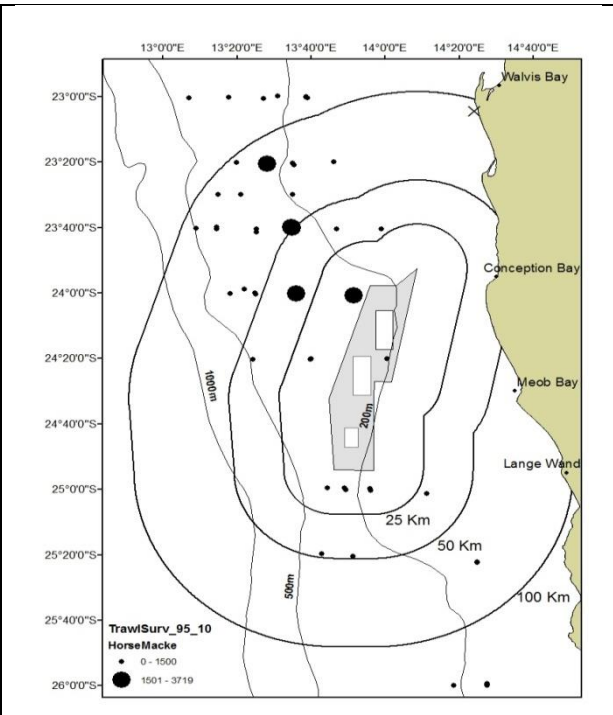 13°0'0"E 13°20'0"E 13°40'0"E 14°0'0"E 14°20'0"E 14°40'0"E
Walvis Bay
23°0'0"S
23°20'0"S
23°40'0"S
Conception Bay
24°0'0"S
24°20'0"S
1000m
Meob Bay
200m
24°40'0"S
Lange Wand
25°0'0"S
25 Km
50 Km
25°20'0"S
500m
100 Km
25°40'0"S
TrawlSurv_95_10
HorseMacke
0 - 1500
1501 - 3719
26°0'0"S